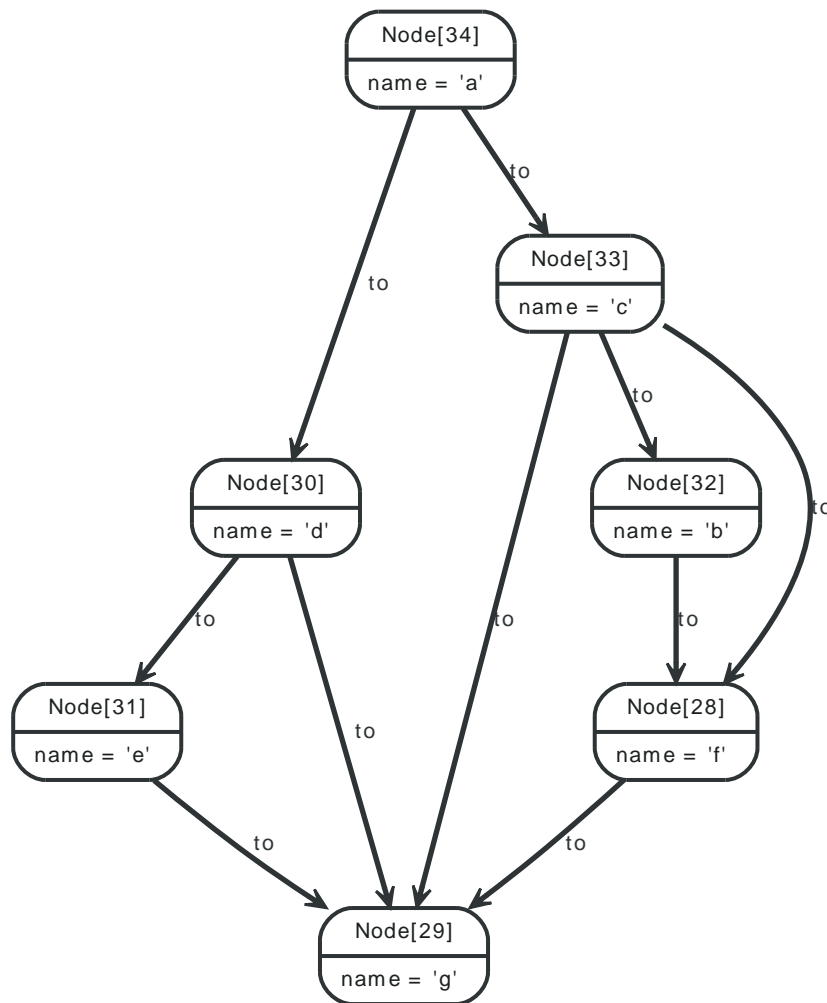 Node[34]
name = 'a'
to
to
Node[33]
name = 'c'
to
Node[30]
name = 'd'
Node[32]
name = 'b'
to
to
to
to
Node[31]
name = 'e'
to
Node[28]
name = 'f'
to
to
Node[29]
name = 'g'